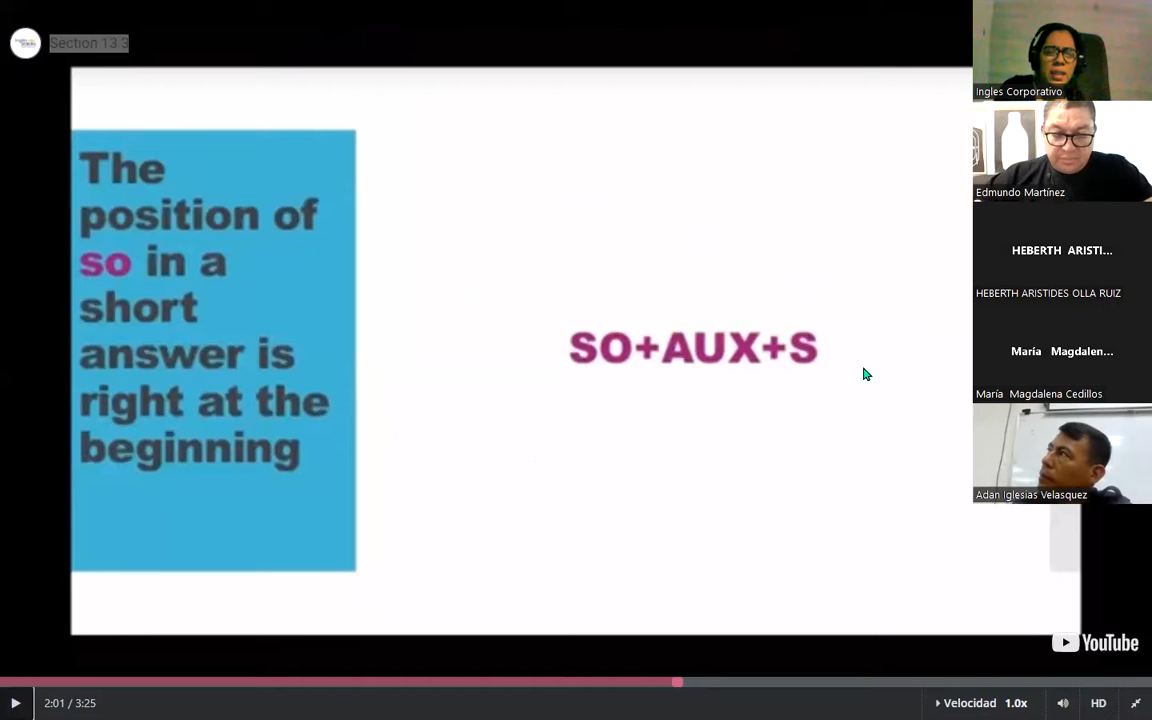 Section 13.3
The
position of
so in a
short
answer is
right at the
beginning
SO+AUX+S
Ingles Corporativo
Edmundo Martínez
HEBERTH ARISTI...
HEBERTH ARISTIDES OLLA RUIZ
María Magdalen...
María Magdalena Cedillos
Adan Iglesias Velasquez
YouTube
2:01 / 3:25
Velocidad 1.0x
HD